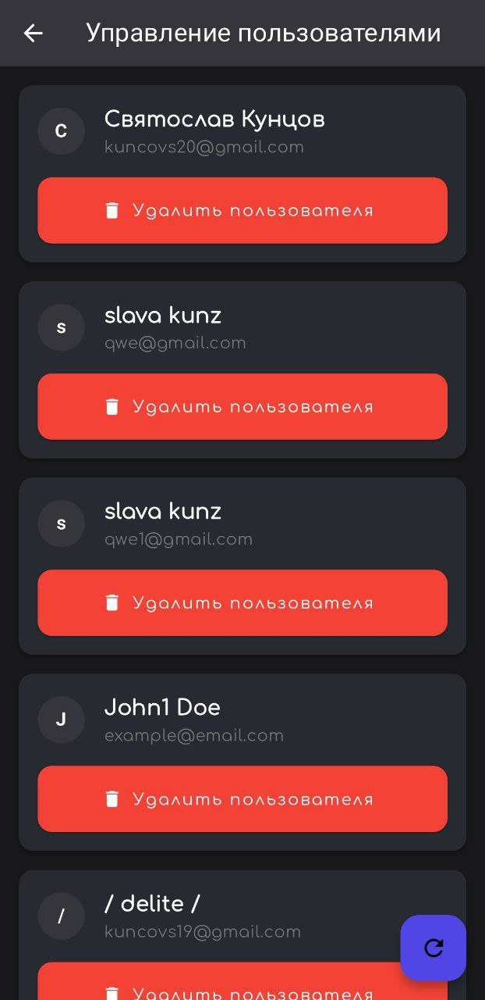 Управление пользователями
С
Святослав Кунцов
kuncovs20@gmail.com
Удалить пользователя
s
slava kunz
qwe@gmail.com
Удалить пользователя
s
slava kunz
qwe1@gmail.com
Удалить пользователя
J
John1 Doe
example@email.com
Удалить пользователя
/
/ delite /
kuncovs19@gmail.com
Удалить пользователя